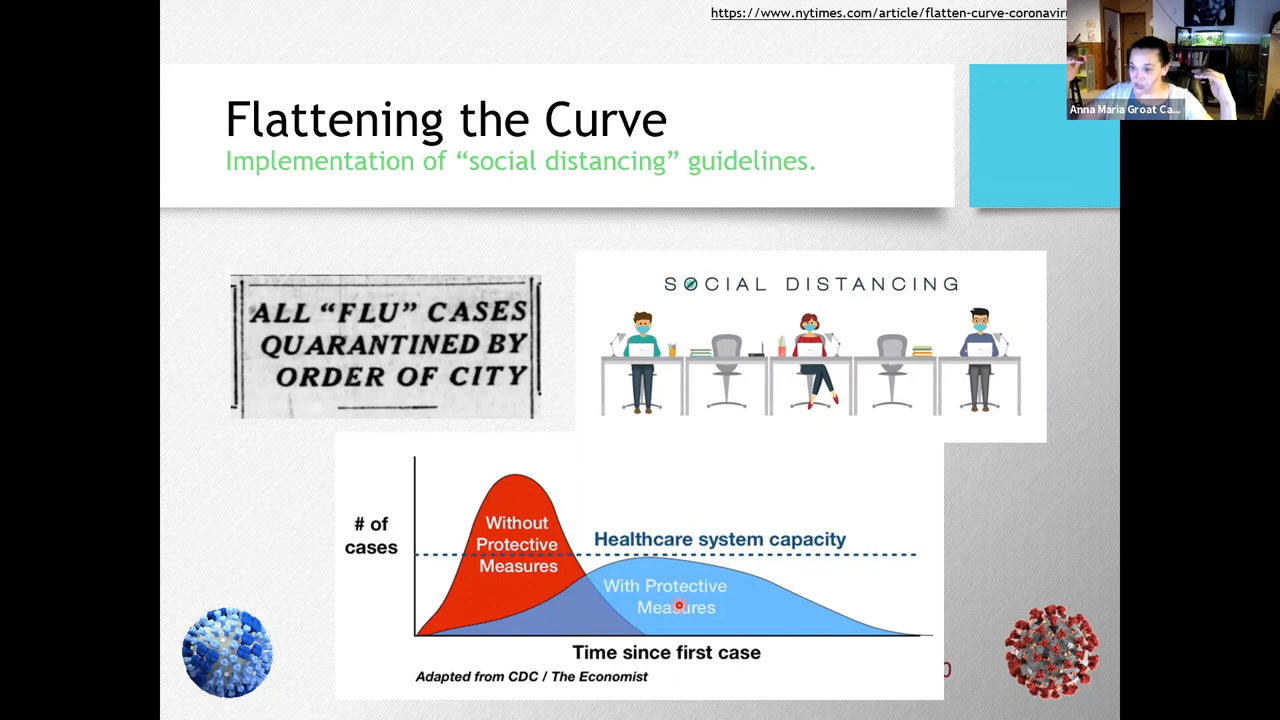 https://www.nytimes.com/article/flatten-curve-coronavir
Anna Maria Groat Ca...
Flattening the Curve
Implementation of “social distancing” guidelines.
ALL “FLU” CASES
QUARANTINED BY
ORDER OF CITY
SOCIAL DISTANCING
# of
cases
Without
Protective
Measures
Healthcare system capacity
With Protective
Measures
Time since first case
Adapted from CDC / The Economist